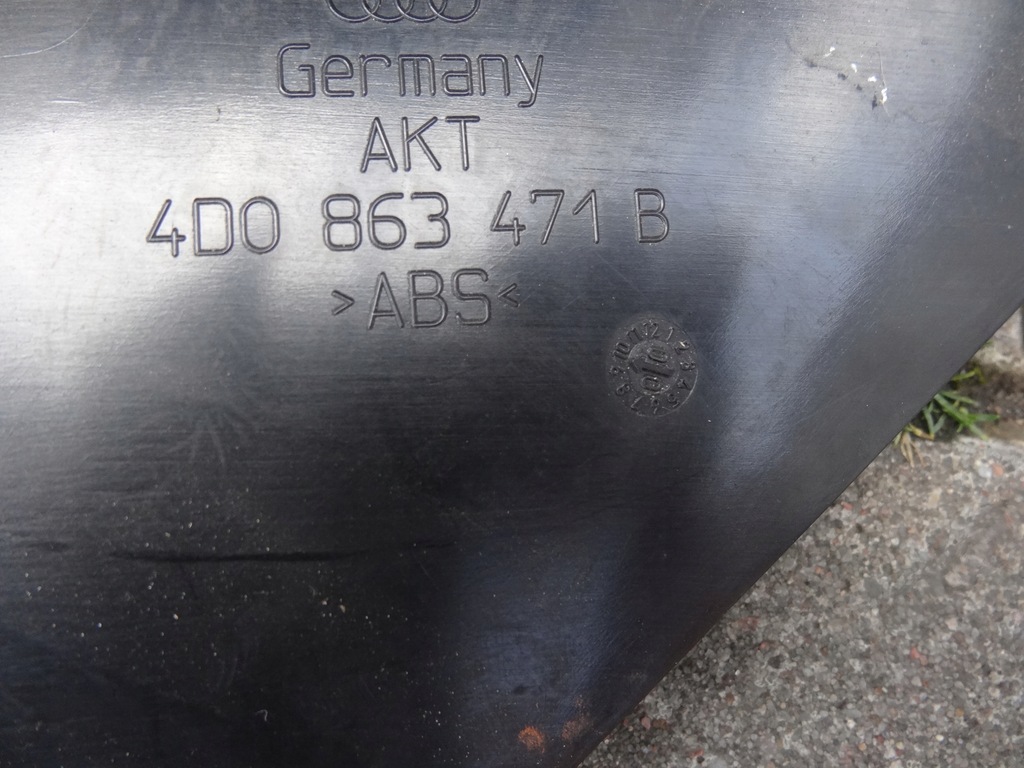 Germany
AKT
4D0 863 471 B
>ABS<